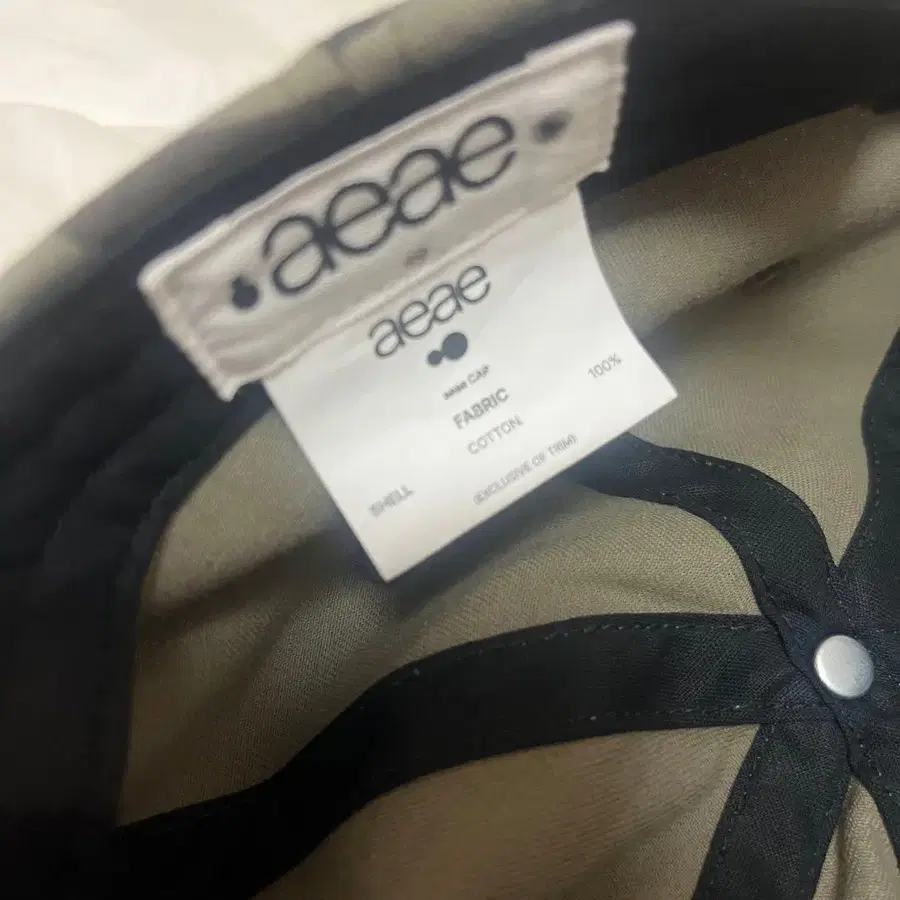 aeae
aeae
aeae CAP
FABRIC
SHELL COTTON 100%
(EXCLUSIVE OF TRIM)